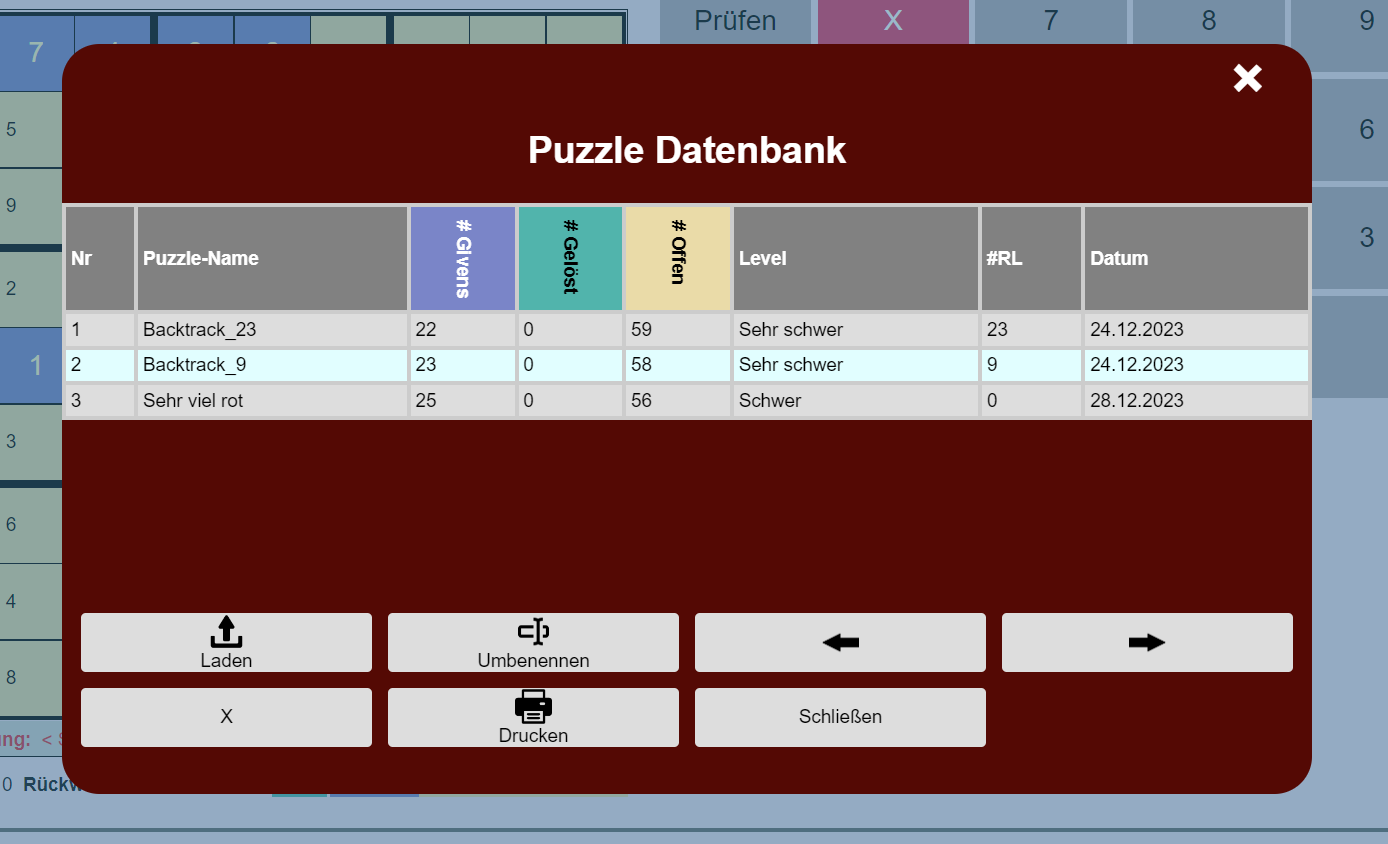 Prüfen X 7 8 9
7
5
6
9
3
2
1
3
6
4
8
Puzzle Datenbank
Nr Puzzle-Name # Givens # Gelöst # Offen Level #RL Datum
1 Backtrack_23 22 0 59 Sehr schwer 23 24.12.2023
2 Backtrack_9 23 0 58 Sehr schwer 9 24.12.2023
3 Sehr viel rot 25 0 56 Schwer 0 28.12.2023
Laden Umbenennen
X Drucken Schließen
ung: <
0